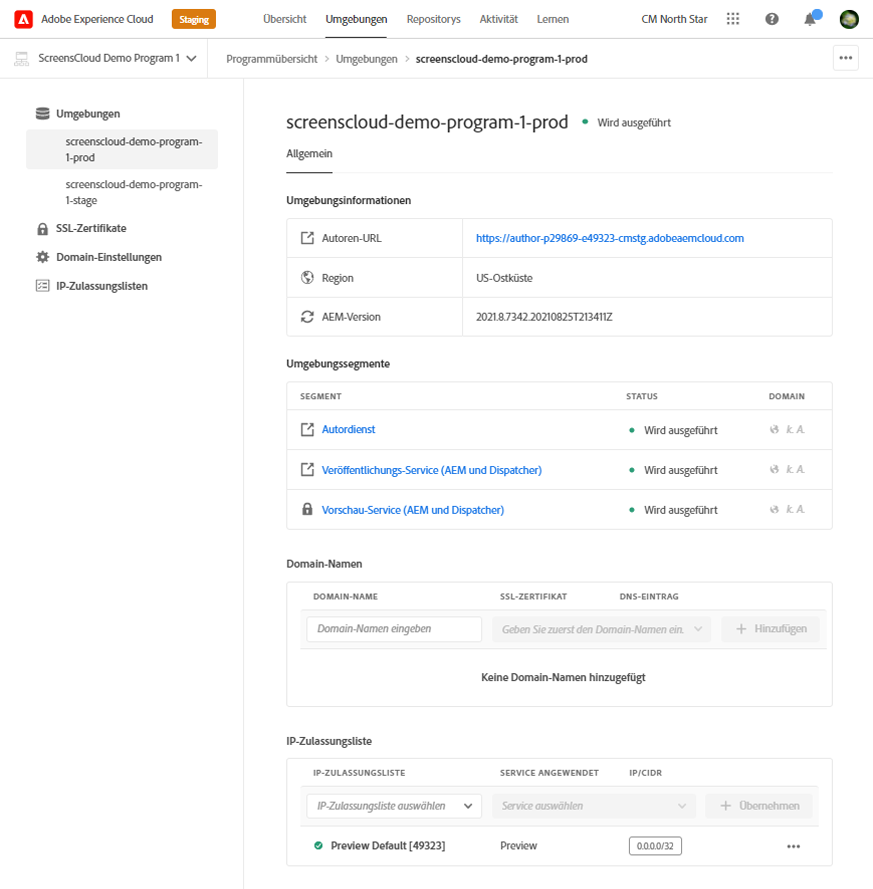 Adobe Experience Cloud Staging Übersicht Umgebungen Repositorys Aktivität Lernen CM North Star
ScreensCloud Demo Program 1 Programmübersicht Umgebungen screenscloud-demo-program-1-prod
Umgebungen
screenscloud-demo-program-
1-prod
screenscloud-demo-program-
1-stage
SSL-Zertifikate
Domain-Einstellungen
IP-Zulassungslisten
screenscloud-demo-program-1-prod Wird ausgeführt
Allgemein
Umgebungsinformationen
Autoren-URL https://author-p29869-e49323-cmstg.adobeaemcloud.com
Region US-Ostküste
AEM-Version 2021.8.7342.20210825T213411Z
Umgebungssegmente
SEGMENT STATUS DOMAIN
Autordienst Wird ausgeführt k. A.
Veröffentlichungs-Service (AEM und Dispatcher) Wird ausgeführt k. A.
Vorschau-Service (AEM und Dispatcher) Wird ausgeführt k. A.
Domain-Namen
DOMAIN-NAME SSL-ZERTIFIKAT DNS-EINTRAG
Domain-Namen eingeben Geben Sie zuerst den Domain-Namen ein. Hinzufügen
Keine Domain-Namen hinzugefügt
IP-Zulassungsliste
IP-ZULASSUNGSLISTE SERVICE ANGEWENDET IP/CIDR
IP-Zulassungsliste auswählen Service auswählen Übernehmen
Preview Default [49323] Preview 0.0.0.0/32